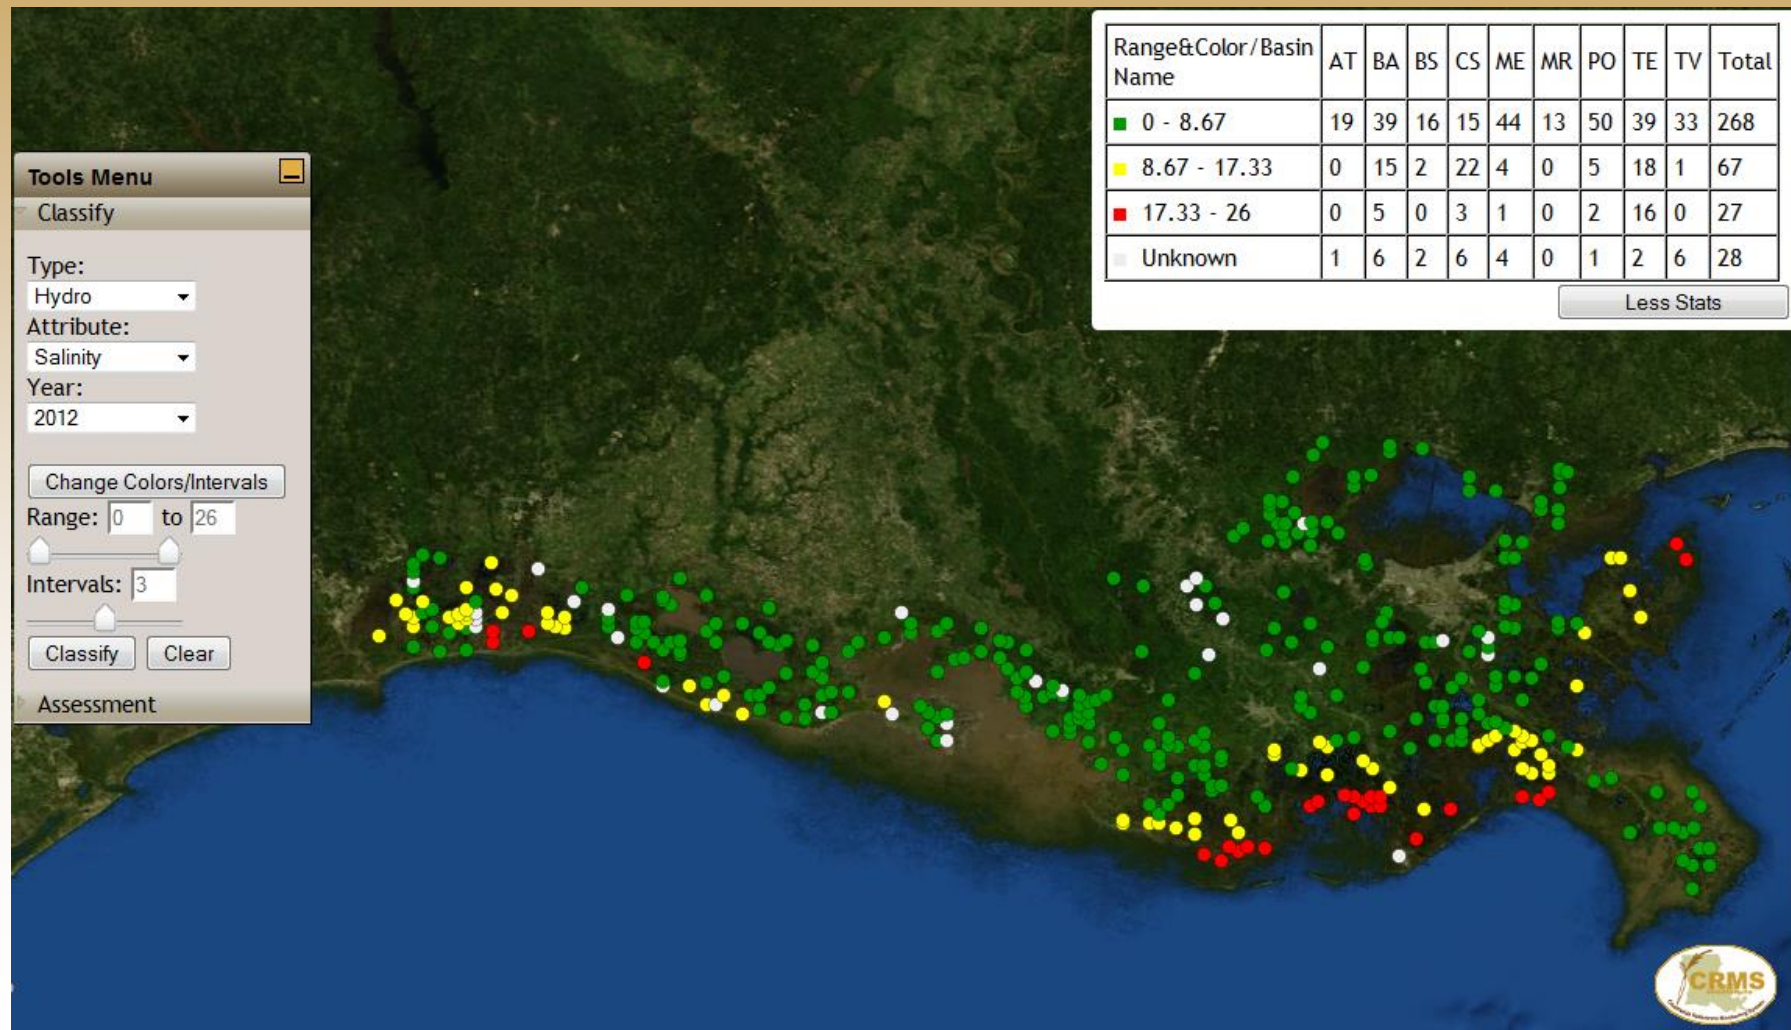 Range&Color/Basin Name AT BA BS CS ME MR PO TE TV Total
0 - 8.67 19 39 16 15 44 13 50 39 33 268
8.67 - 17.33 0 15 2 22 4 0 5 18 1 67
17.33 - 26 0 5 0 3 1 0 2 16 0 27
Unknown 1 6 2 6 4 0 1 2 6 28
Less Stats
Tools Menu
Classify
Type:
Hydro
Attribute:
Salinity
Year:
2012
Change Colors/Intervals
Range: 0 to 26
Intervals: 3
Classify Clear
Assessment
CRMS